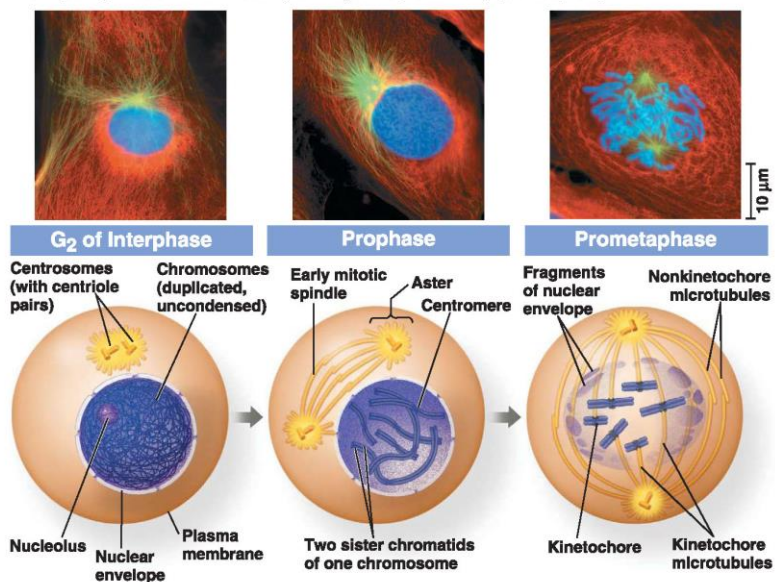 10 µm
G2 of Interphase
Prophase
Prometaphase
Centrosomes
(with centriole
pairs)
Chromosomes
(duplicated,
uncondensed)
Early mitotic
spindle
Aster
Centromere
Fragments
of nuclear
envelope
Nonkinetochore
microtubules
Nucleolus
Nuclear
envelope
Plasma
membrane
Two sister chromatids
of one chromosome
Kinetochore
Kinetochore
microtubules